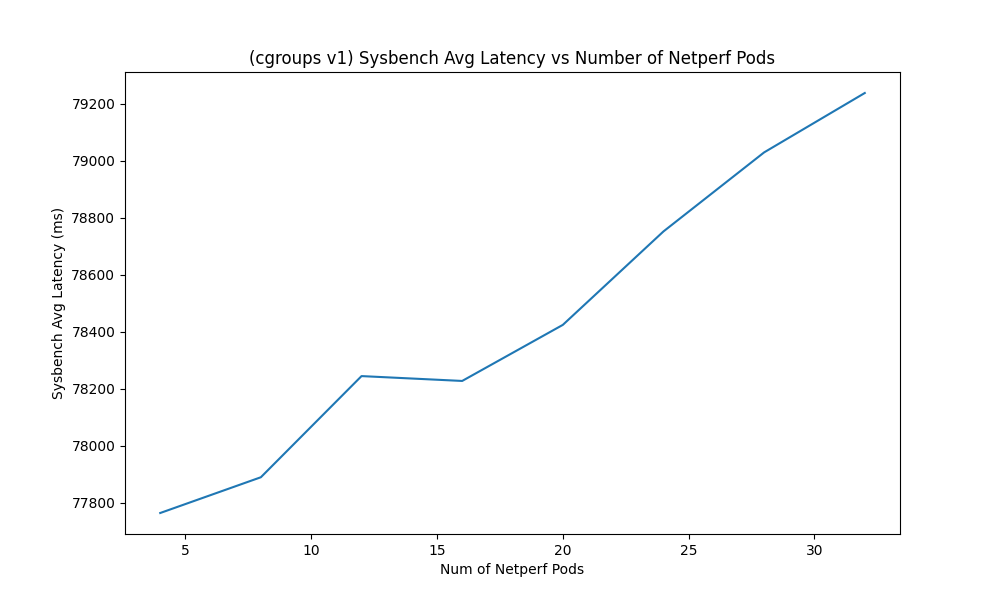 (cgroups v1) Sysbench Avg Latency vs Number of Netperf Pods
79200
79000
78800
78600
78400
78200
78000
77800
Sysbench Avg Latency (ms)
5 10 15 20 25 30
Num of Netperf Pods